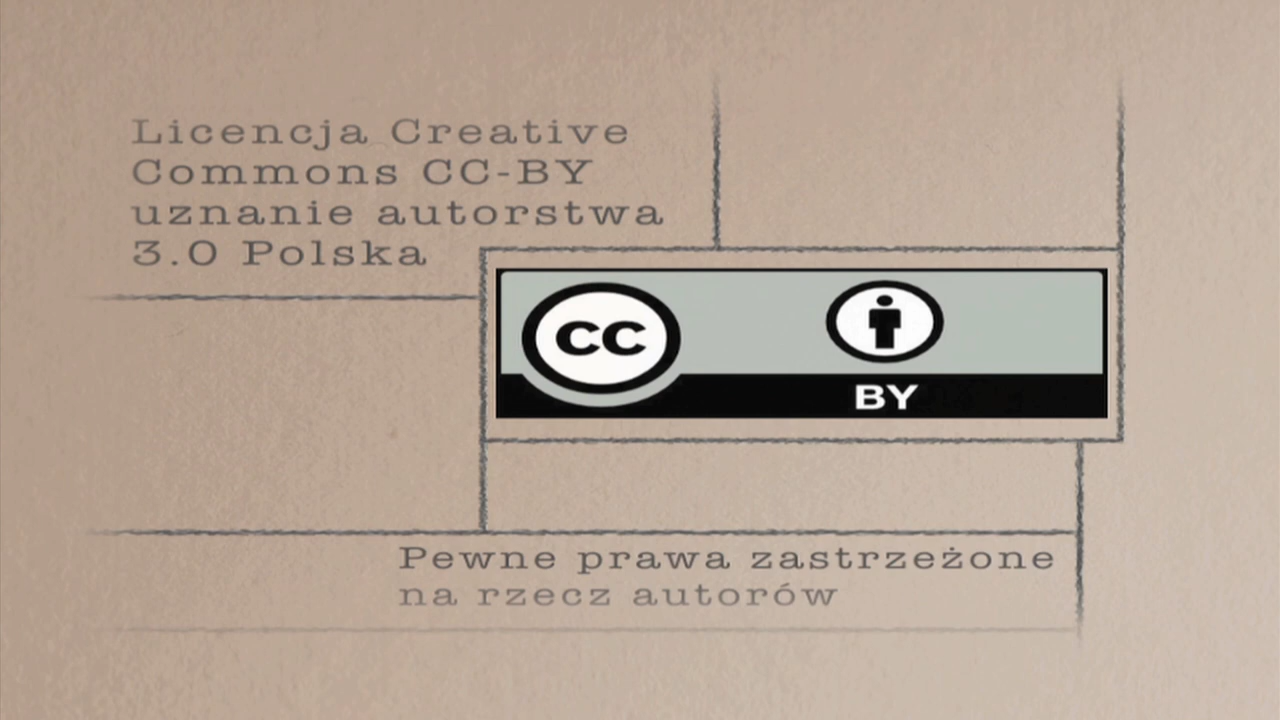 Licencja Creative
Commons CC-BY
uznanie autorstwa
3.0 Polska
CC
BY
Pewne prawa zastrzeżone
na rzecz autorów